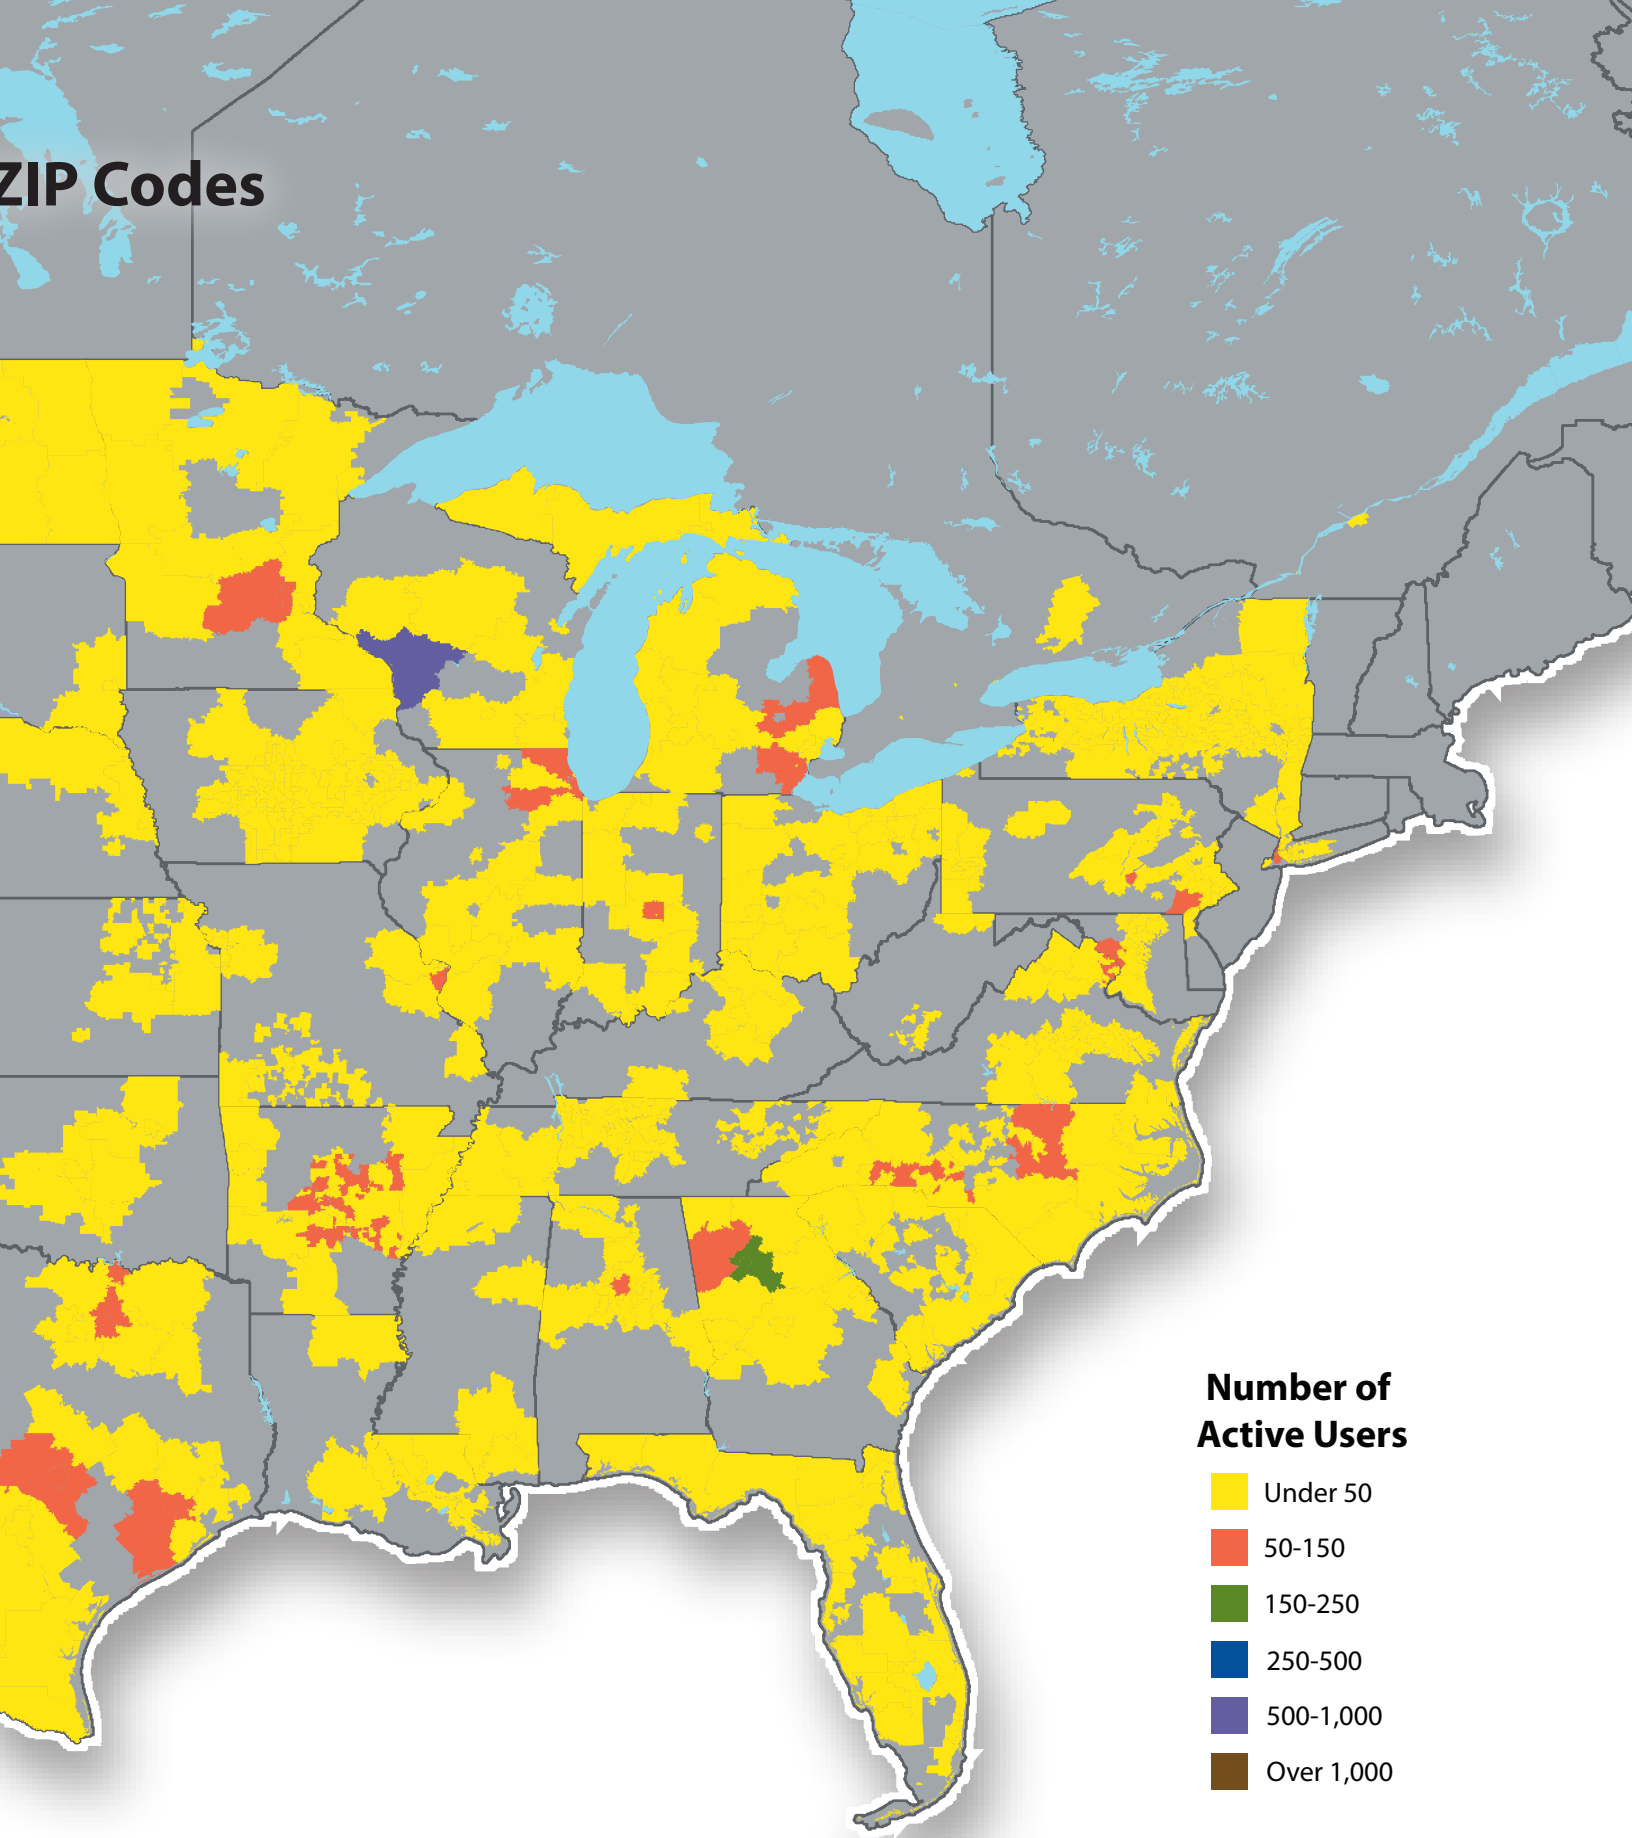 ZIP Codes
Number of
Active Users
Under 50
50-150
150-250
250-500
500-1,000
Over 1,000